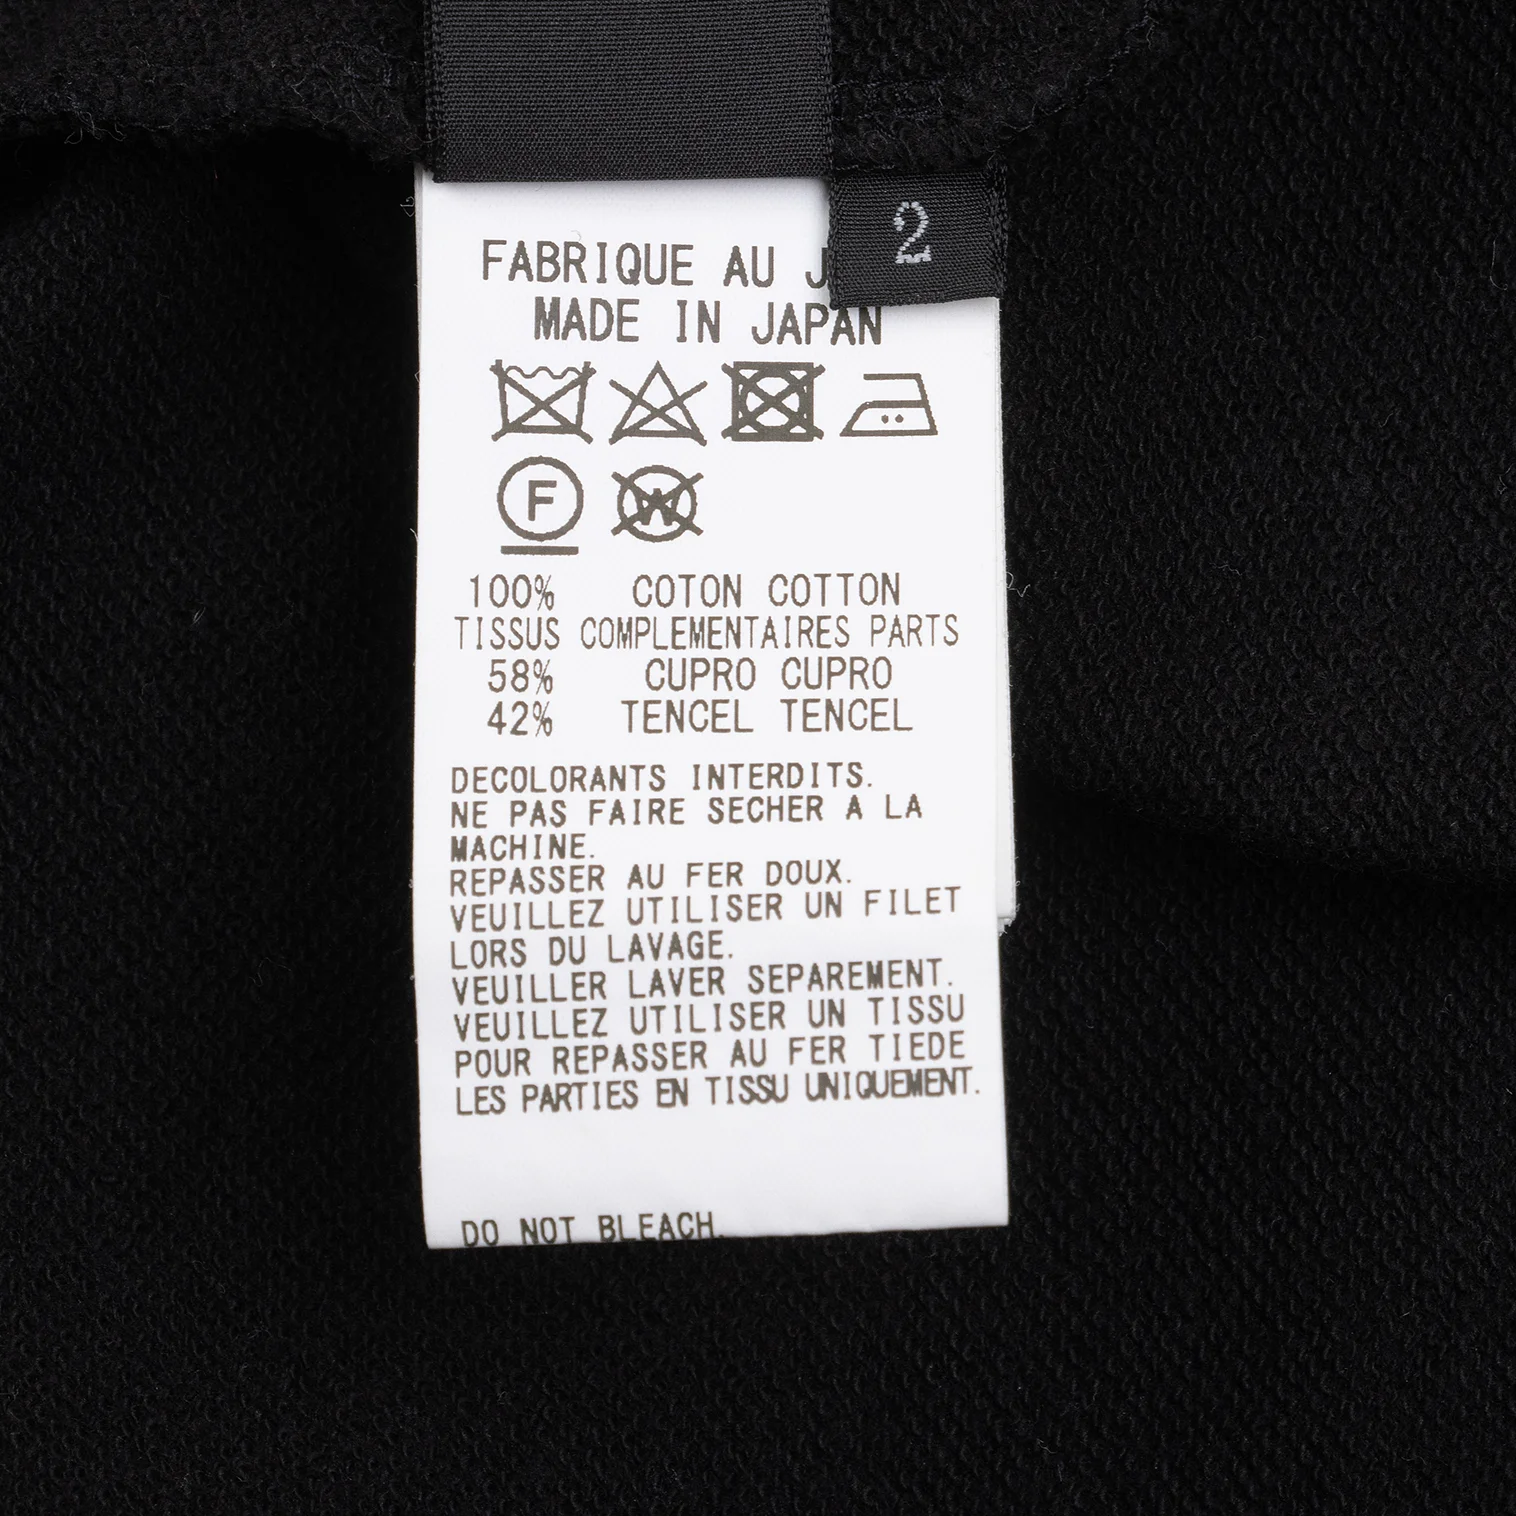 2
FABRIQUE AU
MADE IN JAPAN
F
W
100% COTON COTTON
TISSUS COMPLEMENTAIRES PARTS
58% CUPRO CUPRO
42% TENCEL TENCEL
DECOLORANTS INTERDITS.
NE PAS FAIRE SECHER A LA
MACHINE.
REPASSER AU FER DOUX.
VEUILLEZ UTILISER UN FILET
LORS DU LAVAGE.
VEUILLER LAVER SEPAREMENT.
VEUILLEZ UTILISER UN TISSU
POUR REPASSER AU FER TIEDE
LES PARTIES EN TISSU UNIQUEMENT.
DO NOT BLEACH.